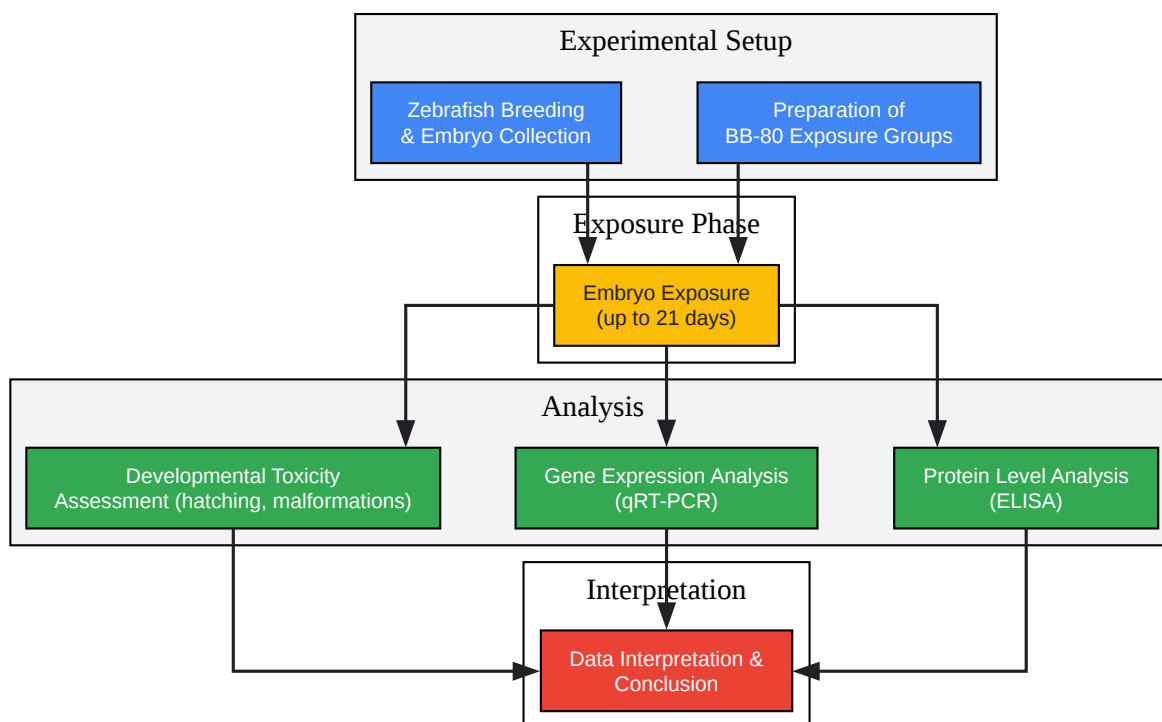 Experimental Setup
Zebrafish Breeding
& Embryo Collection
Preparation of
BB-80 Exposure Groups
Exposure Phase
Embryo Exposure
(up to 21 days)
Analysis
Developmental Toxicity
Assessment (hatching, malformations)
Gene Expression Analysis
(qRT-PCR)
Protein Level Analysis
(ELISA)
Interpretation
Data Interpretation &
Conclusion